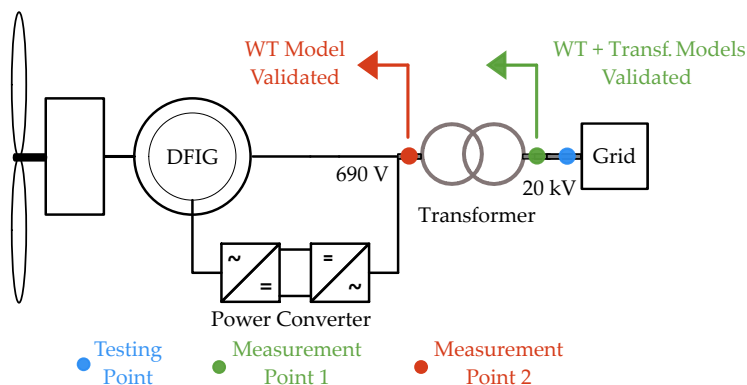 WT Model
Validated
WT + Transf. Models
Validated
DFIG
690 V
20 kV
Grid
Transformer
~
=
=
~
Power Converter
Testing
Point
Measurement
Point 1
Measurement
Point 2